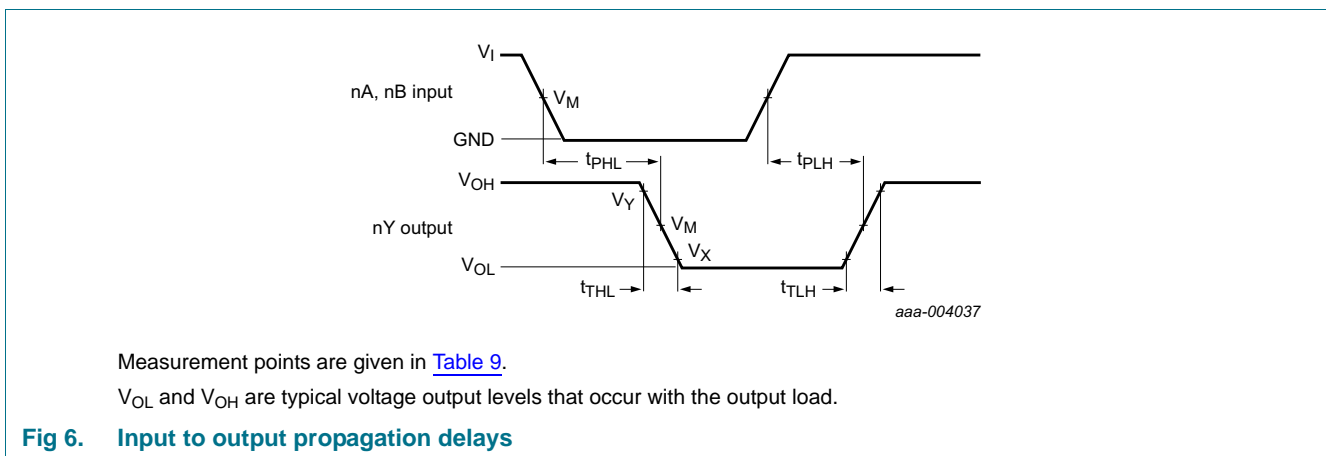 VI
nA, nB input
VM
GND
tPHL
tPLH
VOH
VY
nY output
VM
VX
VOL
tTHL
tTLH
aaa-004037
Measurement points are given in Table 9.
VOL and VOH are typical voltage output levels that occur with the output load.
Fig 6. Input to output propagation delays